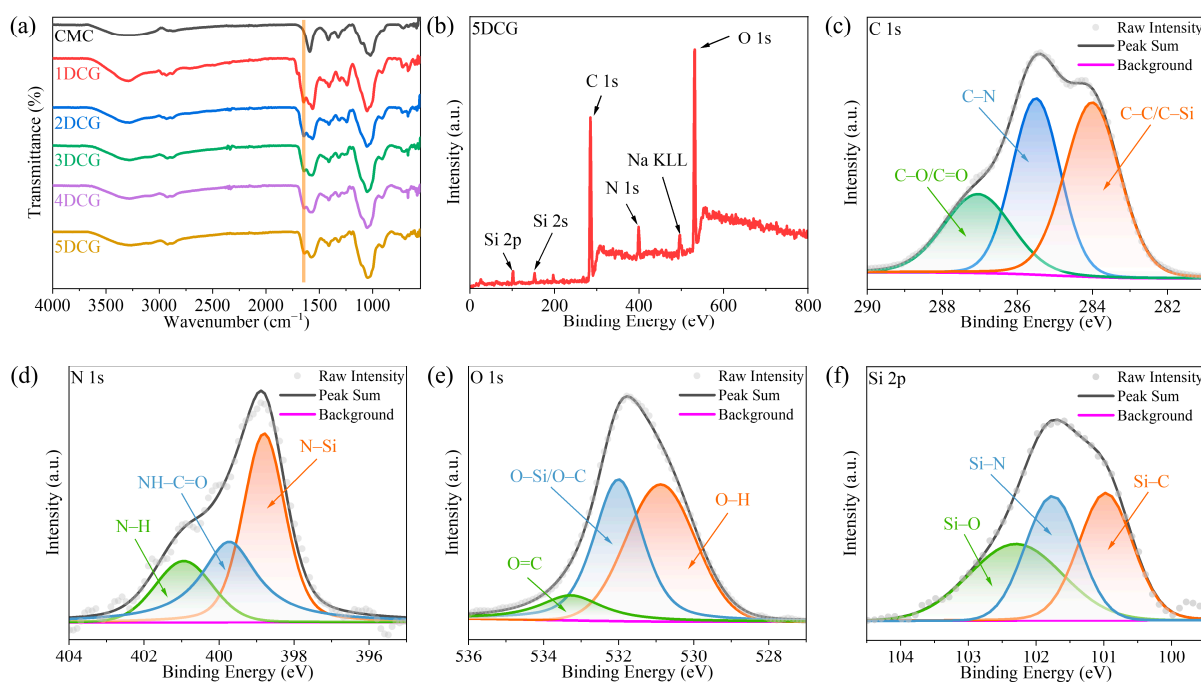 (a)
CMC
1DCG
2DCG
3DCG
4DCG
5DCG
Transmittance (%)
4000 3500 3000 2500 2000 1500 1000
Wavenumber (cm⁻¹)
(b)
5DCG
O 1s
C 1s
Na KLL
N 1s
Si 2s
Si 2p
Intensity (a.u.)
0 200 400 600 800
Binding Energy (eV)
(c)
C 1s
Raw Intensity
Peak Sum
Background
C–N
C–C/C–Si
C–O/C=O
Intensity (a.u.)
290 288 286 284 282
Binding Energy (eV)
(d)
N 1s
Raw Intensity
Peak Sum
Background
N–Si
NH–C=O
N–H
Intensity (a.u.)
404 402 400 398 396
Binding Energy (eV)
(e)
O 1s
Raw Intensity
Peak Sum
Background
O–Si/O–C
O–H
O=C
Intensity (a.u.)
536 534 532 530 528
Binding Energy (eV)
(f)
Si 2p
Raw Intensity
Peak Sum
Background
Si–N
Si–C
Si–O
Intensity (a.u.)
104 103 102 101 100
Binding Energy (eV)